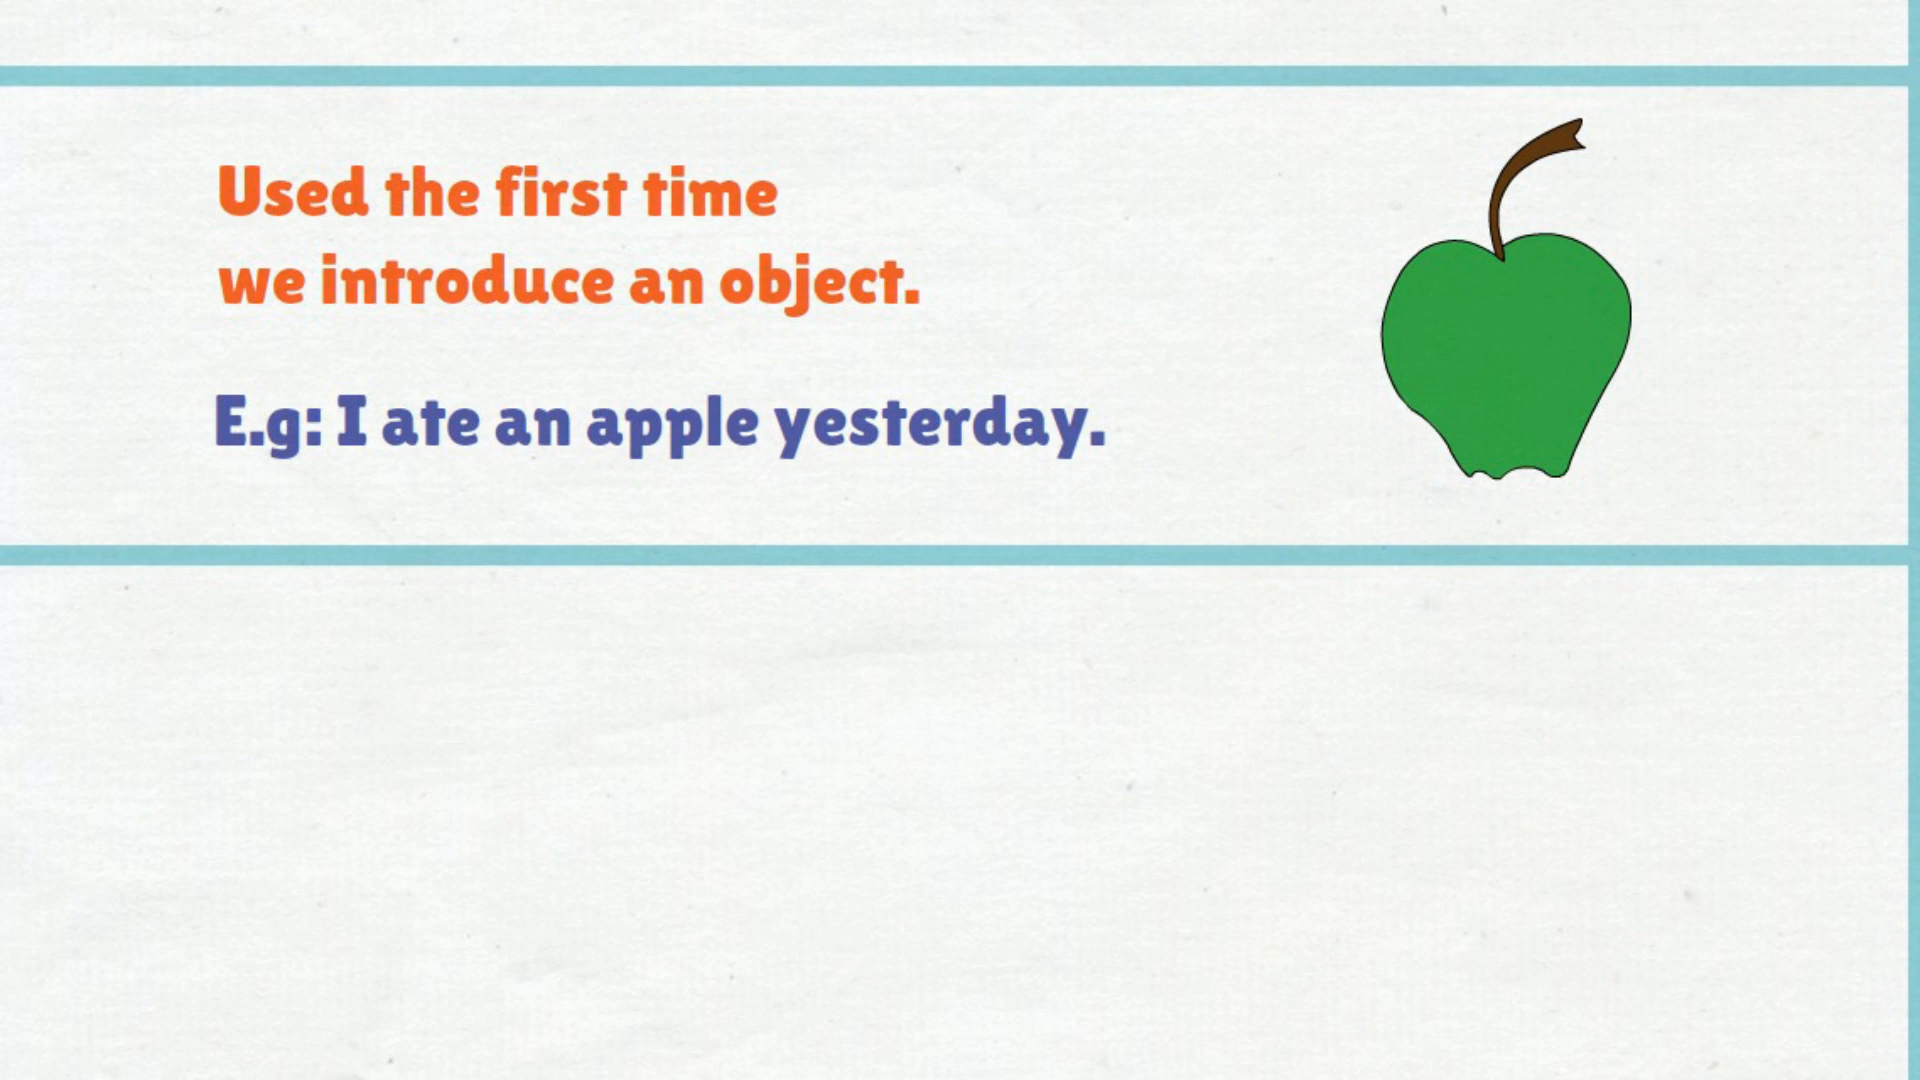 Used the first time
we introduce an object.
E.g: I ate an apple yesterday.